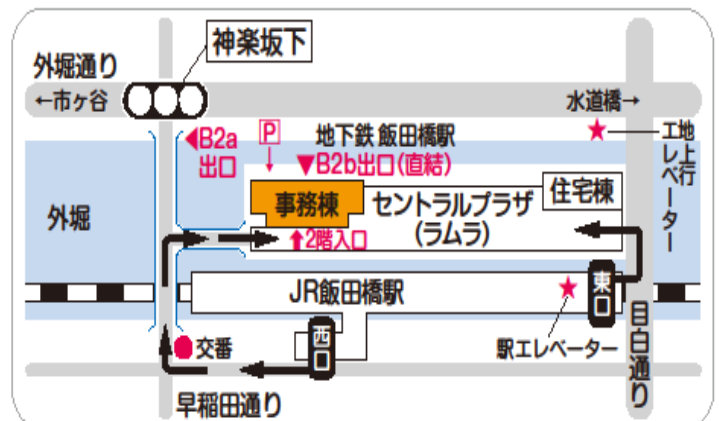 神楽坂下
外堀通り
←市ヶ谷
水道橋→
◀B2a
出口
P
地下鉄 飯田橋駅
▼B2b出口(直結)
★
地上行
エレベーター
外堀
事務棟
セントラルプラザ
(ラムラ)
住宅棟
⬆2階入口
JR飯田橋駅
★
東口
西口
交番
駅エレベーター
目白通り
早稲田通り